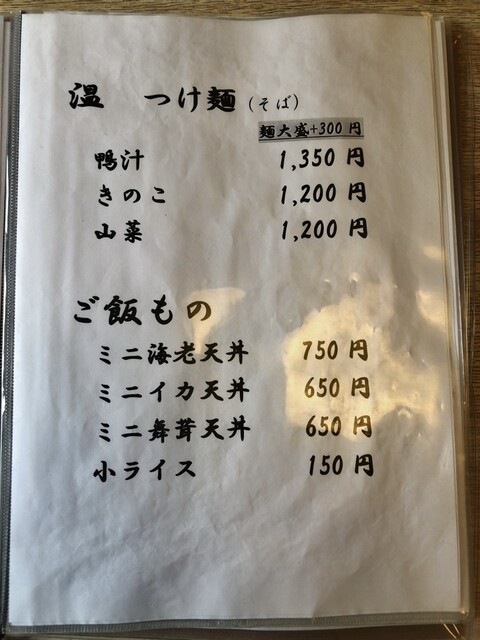 温 つけ麺(そば)
麺大盛+300円
鴨汁 1,350円
きのこ 1,200円
山菜 1,200円
ご飯もの
ミニ海老天丼 750円
ミニイカ天丼 650円
ミニ舞茸天丼 650円
小ライス 150円